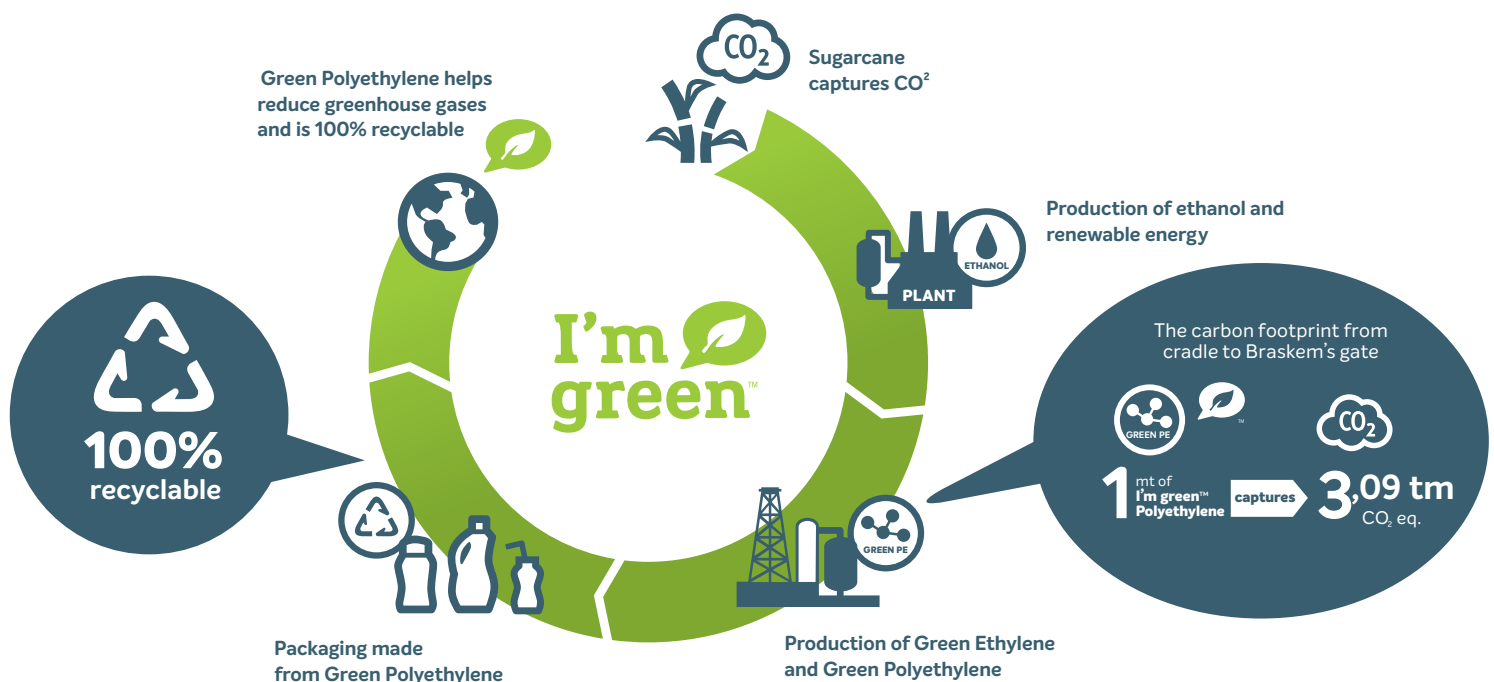 CO₂
Sugarcane
captures CO²
Green Polyethylene helps
reduce greenhouse gases
and is 100% recyclable
Production of ethanol and
renewable energy
ETHANOL
PLANT
The carbon footprint from
cradle to Braskem's gate
GREEN PE
TM
CO₂
1 mt of
I'm green™
Polyethylene
captures
3,09 tm
CO₂ eq.
I'm
green™
100%
recyclable
GREEN PE
Production of Green Ethylene
and Green Polyethylene
Packaging made
from Green Polyethylene